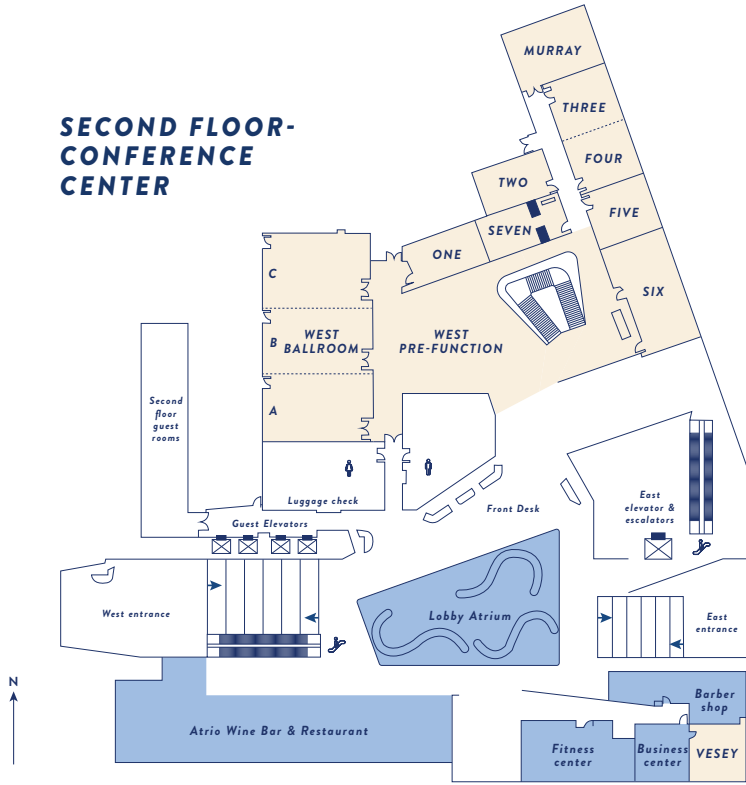 SECOND FLOOR-
CONFERENCE
CENTER
MURRAY
THREE
FOUR
TWO
FIVE
SEVEN
ONE
SIX
C
B
WEST
BALLROOM
WEST
PRE-FUNCTION
A
Second
floor
guest
rooms
Luggage check
Guest Elevators
Front Desk
East
elevator &
escalators
West entrance
Lobby Atrium
East
entrance
N
Atrio Wine Bar & Restaurant
Barber
shop
Fitness
center
Business
center
VESEY